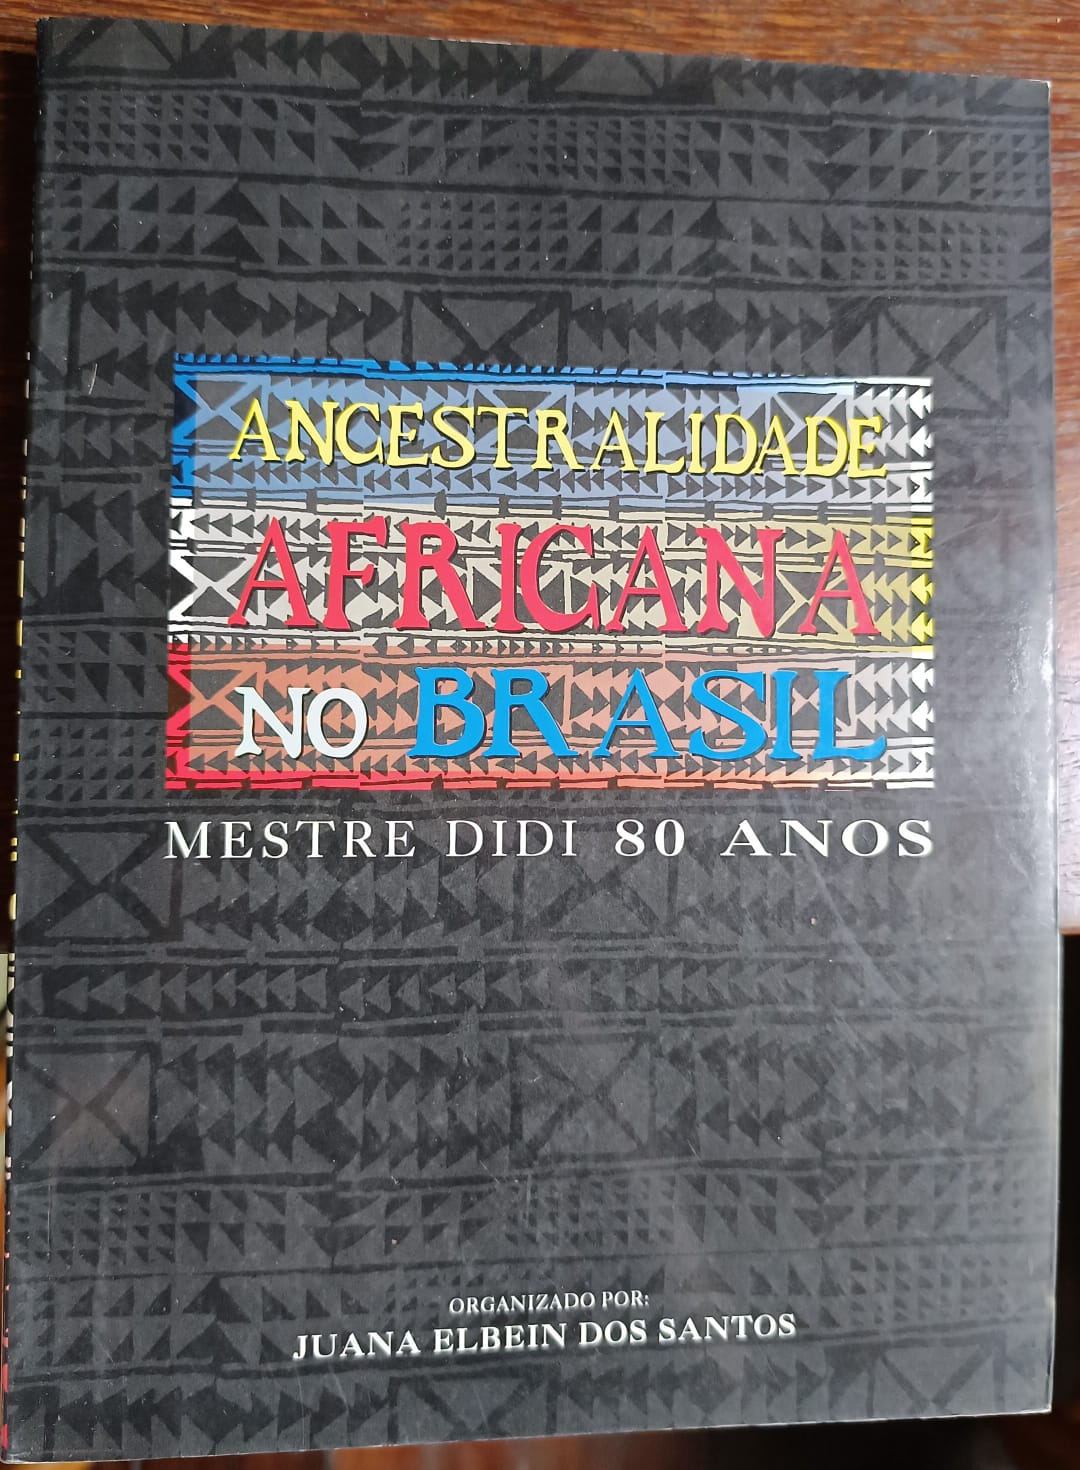 ANCESTRALIDADE
AFRICANA
NO BRASIL
MESTRE DIDI 80 ANOS
ORGANIZADO POR:
JUANA ELBEIN DOS SANTOS